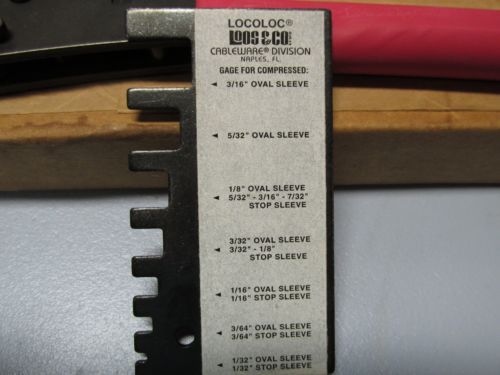 LOCOLOC®
LOOS & CO INC
CABLEWARE® DIVISION
NAPLES, FL.
GAGE FOR COMPRESSED:
◄ 3/16" OVAL SLEEVE
◄ 5/32" OVAL SLEEVE
1/8" OVAL SLEEVE
◄ 5/32" - 3/16" - 7/32"
STOP SLEEVE
3/32" OVAL SLEEVE
◄ 3/32" - 1/8"
STOP SLEEVE
◄ 1/16" OVAL SLEEVE
1/16" STOP SLEEVE
◄ 3/64" OVAL SLEEVE
3/64" STOP SLEEVE
◄ 1/32" OVAL SLEEVE
1/32" STOP SLEEVE